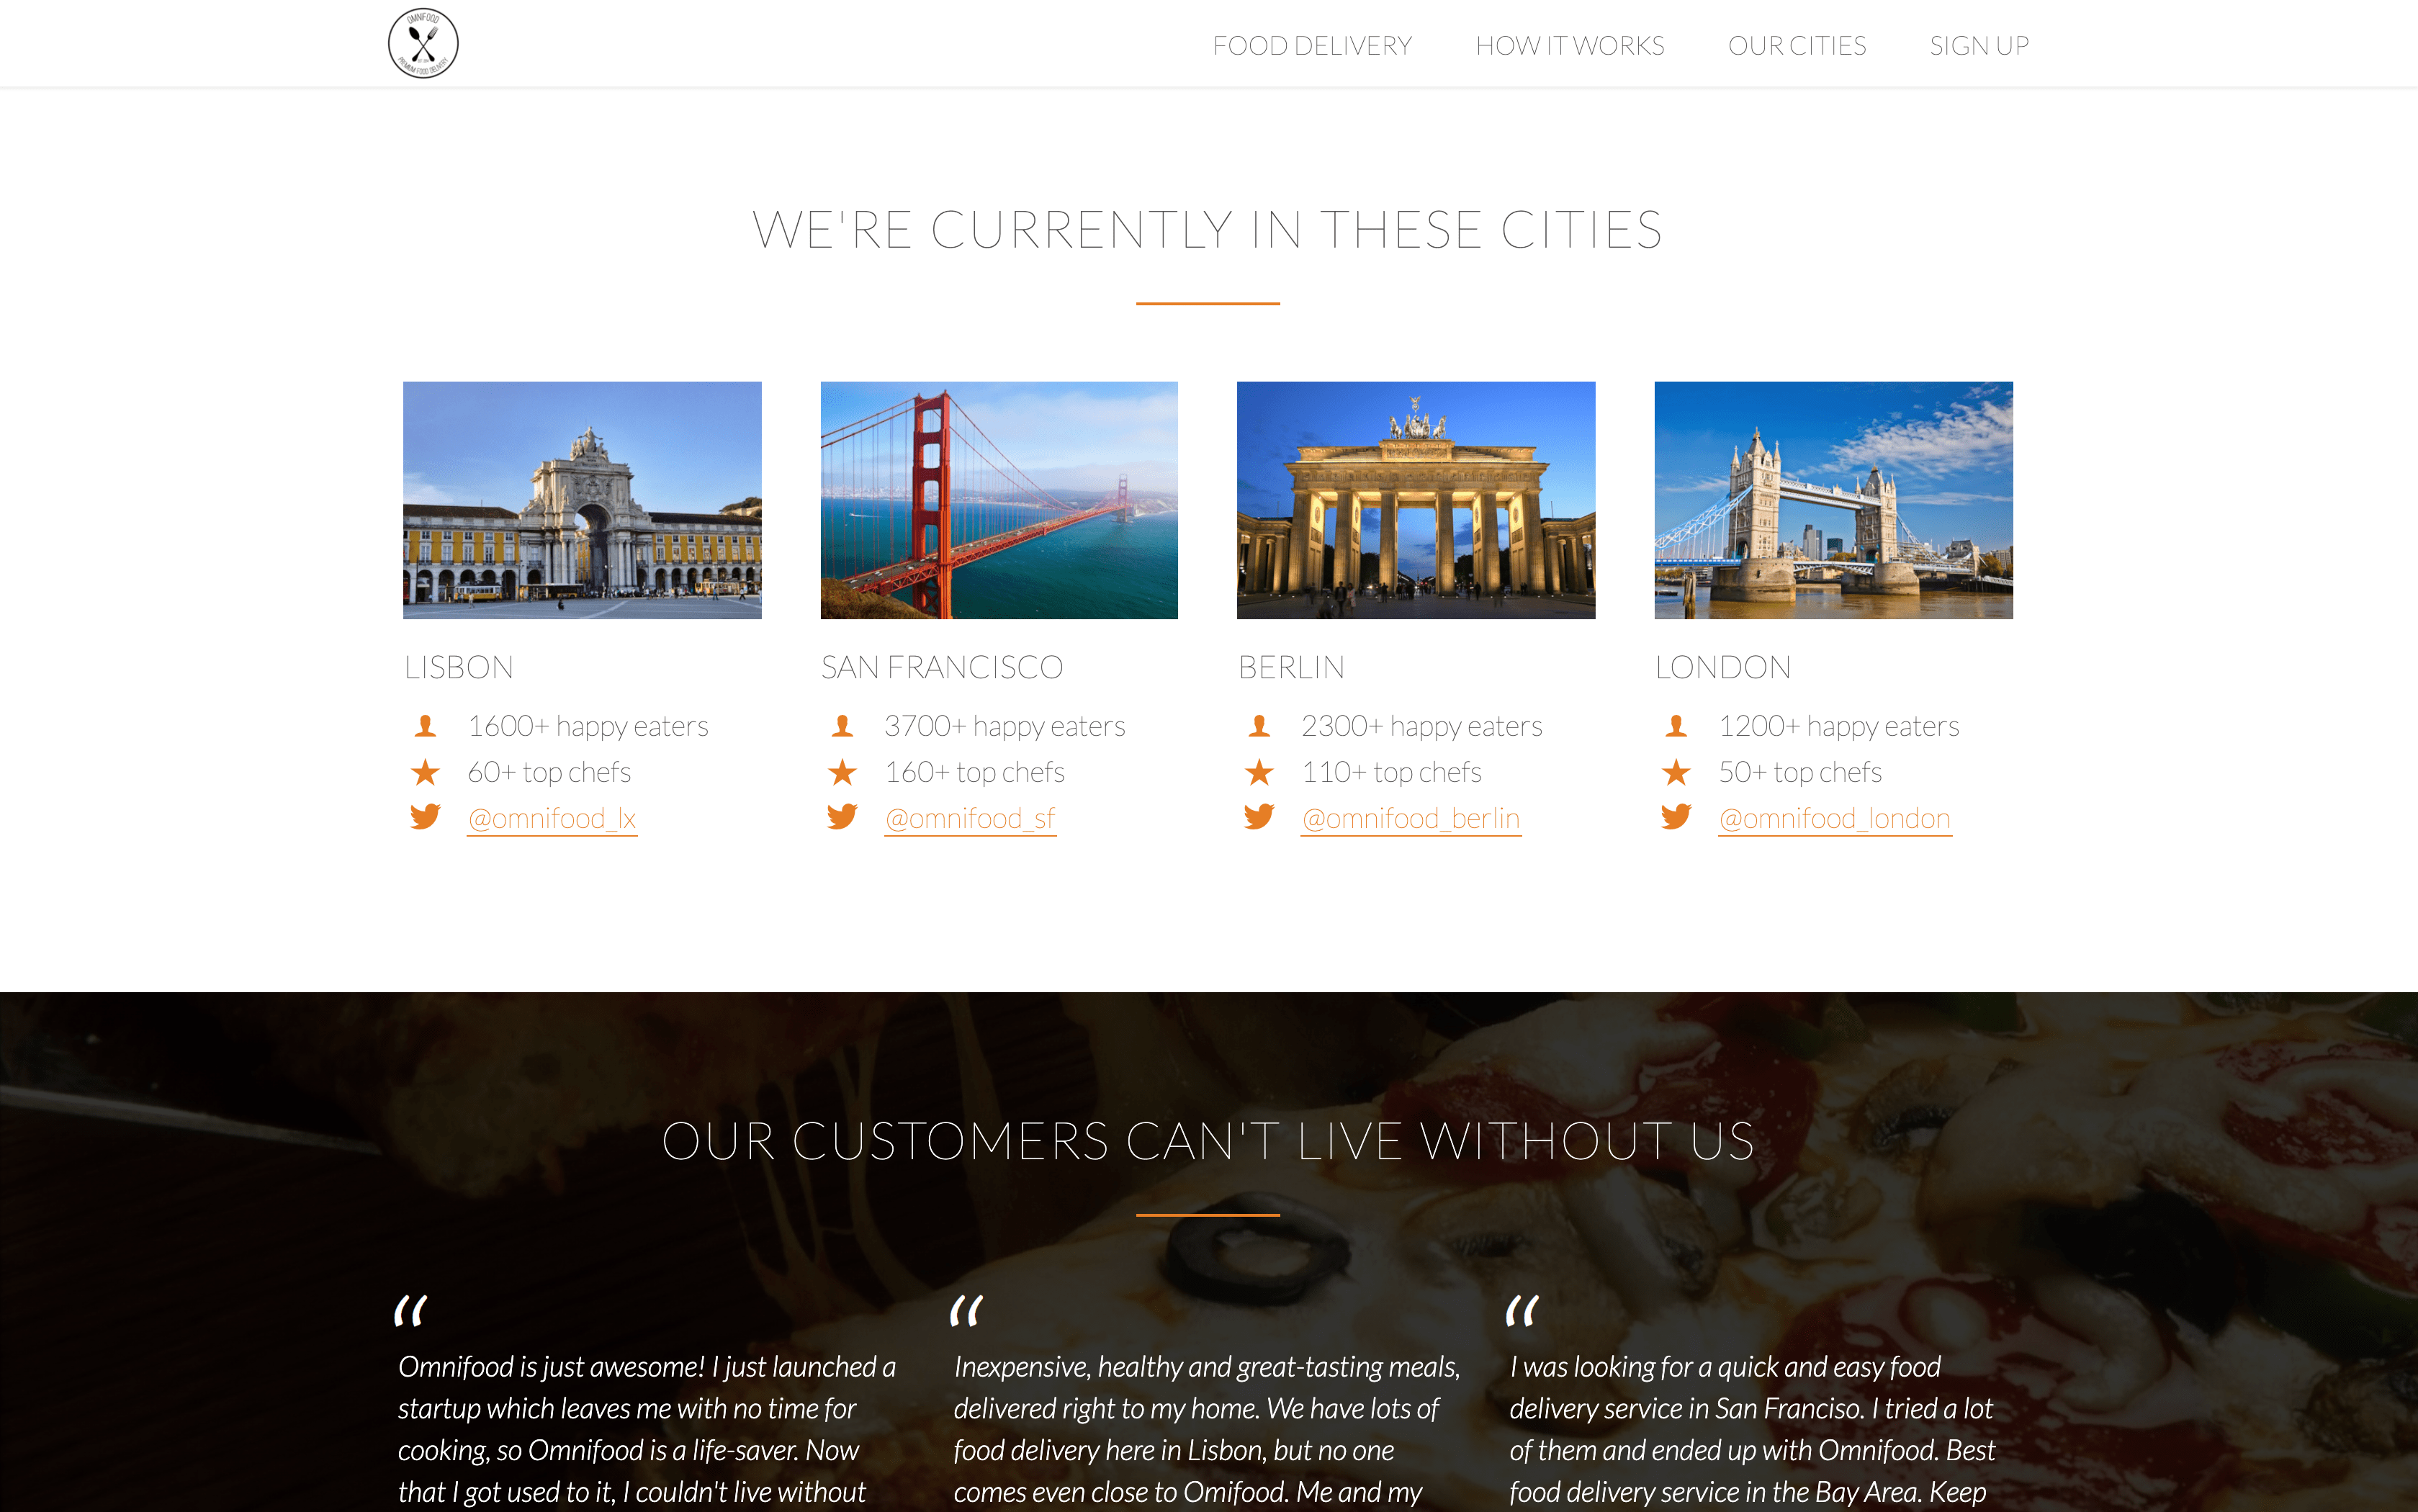 OMNIFOOD
PREMIUM FOOD DELIVERY
FOOD DELIVERY
HOW IT WORKS
OUR CITIES
SIGN UP
WE'RE CURRENTLY IN THESE CITIES
LISBON
1600+ happy eaters
60+ top chefs
@omnifood_lx
SAN FRANCISCO
3700+ happy eaters
160+ top chefs
@omnifood_sf
BERLIN
2300+ happy eaters
110+ top chefs
@omnifood_berlin
LONDON
1200+ happy eaters
50+ top chefs
@omnifood_london
OUR CUSTOMERS CAN'T LIVE WITHOUT US
“
Omnifood is just awesome! I just launched a
startup which leaves me with no time for
cooking, so Omnifood is a life-saver. Now
that I got used to it, I couldn't live without
“
Inexpensive, healthy and great-tasting meals,
delivered right to my home. We have lots of
food delivery here in Lisbon, but no one
comes even close to Omifood. Me and my
“
I was looking for a quick and easy food
delivery service in San Franciso. I tried a lot
of them and ended up with Omnifood. Best
food delivery service in the Bay Area. Keep